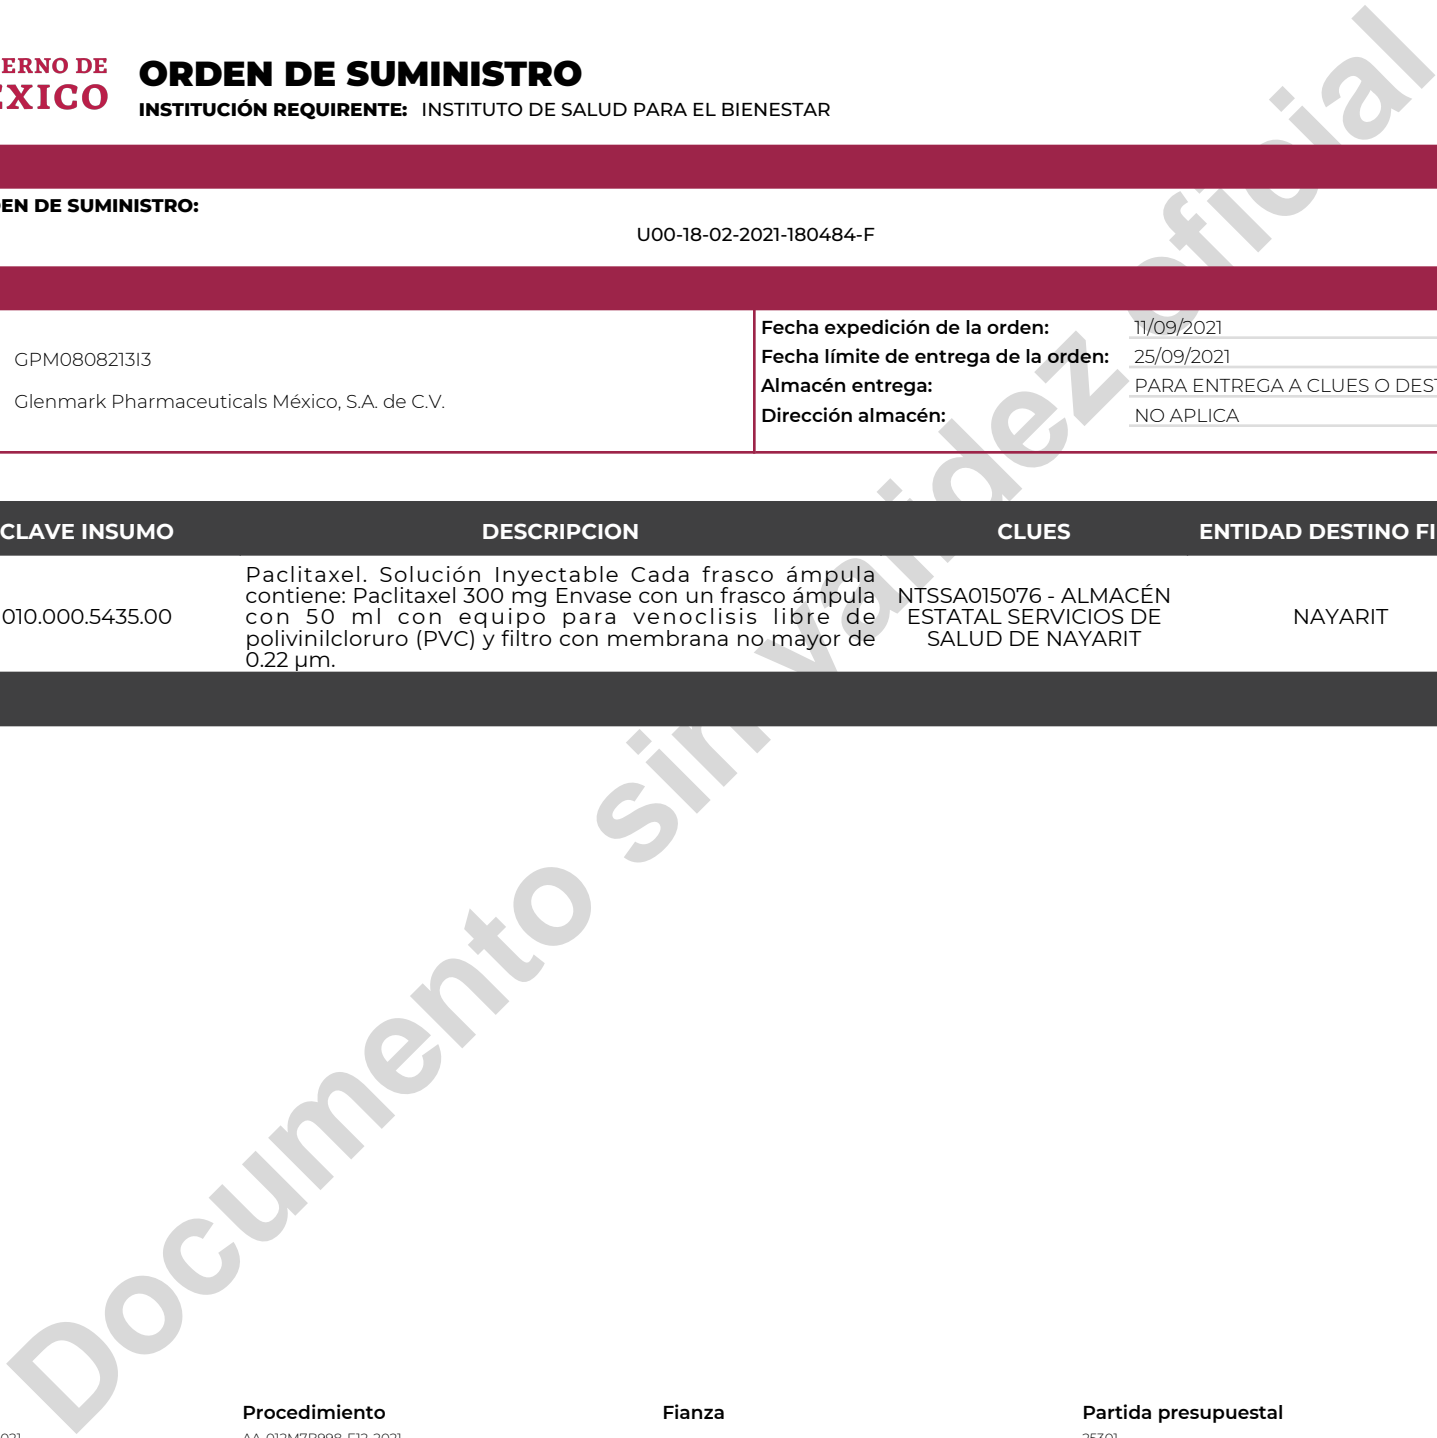 ERNO DE
ÉXICO
ORDEN DE SUMINISTRO
INSTITUCIÓN REQUIRENTE: INSTITUTO DE SALUD PARA EL BIENESTAR
EN DE SUMINISTRO:
U00-18-02-2021-180484-F
GPM0808213I3
Glenmark Pharmaceuticals México, S.A. de C.V.
Fecha expedición de la orden: 11/09/2021
Fecha límite de entrega de la orden: 25/09/2021
Almacén entrega: PARA ENTREGA A CLUES O DEST
Dirección almacén: NO APLICA
CLAVE INSUMO DESCRIPCION CLUES ENTIDAD DESTINO FI
Paclitaxel. Solución Inyectable Cada frasco ámpula
contiene: Paclitaxel 300 mg Envase con un frasco ámpula
con 50 ml con equipo para venoclisis libre de
polivinilcloruro (PVC) y filtro con membrana no mayor de
0.22 µm.
010.000.5435.00
NTSSA015076 - ALMACÉN
ESTATAL SERVICIOS DE
SALUD DE NAYARIT
NAYARIT
Documento sin validez oficial
Procedimiento Fianza Partida presupuestal